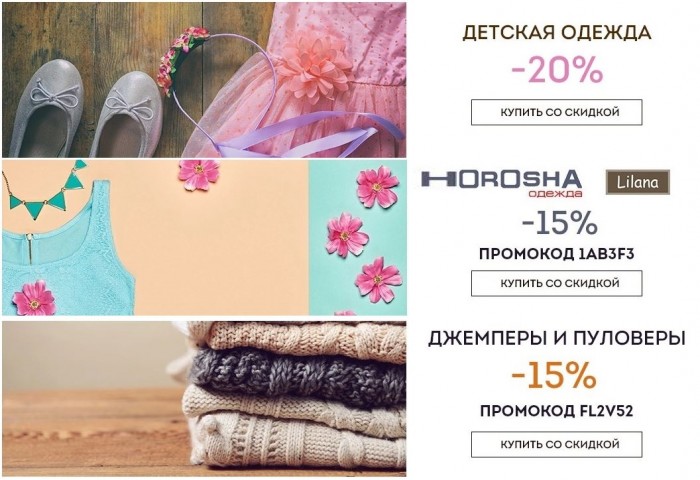 ДЕТСКАЯ ОДЕЖДА
-20%
КУПИТЬ СО СКИДКОЙ
HOROSHA
одежда
Lilana
-15%
ПРОМОКОД 1AB3F3
КУПИТЬ СО СКИДКОЙ
ДЖЕМПЕРЫ И ПУЛОВЕРЫ
-15%
ПРОМОКОД FL2V52
КУПИТЬ СО СКИДКОЙ